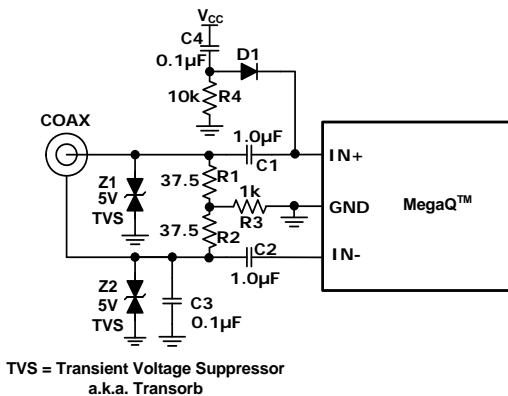 VCC
C4
0.1µF
D1
10k
R4
COAX
1.0µF
C1
IN+
Z1
5V
TVS
37.5
R1
1k
R3
GND
MegaQ™
37.5
R2
C2
1.0µF
IN-
Z2
5V
TVS
C3
0.1µF
TVS = Transient Voltage Suppressor
a.k.a. Transorb